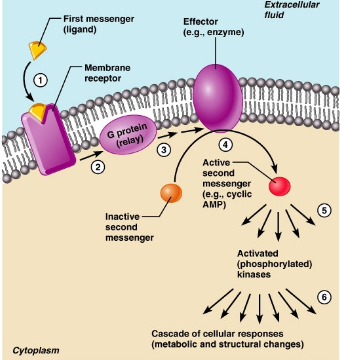 First messenger
(ligand)
Effector
(e.g., enzyme)
Extracellular
fluid
1
Membrane
receptor
G protein
(relay)
2
3
4
Inactive
second
messenger
Active
second
messenger
(e.g., cyclic
AMP)
5
Activated
(phosphorylated)
kinases
6
Cascade of cellular responses
(metabolic and structural changes)
Cytoplasm